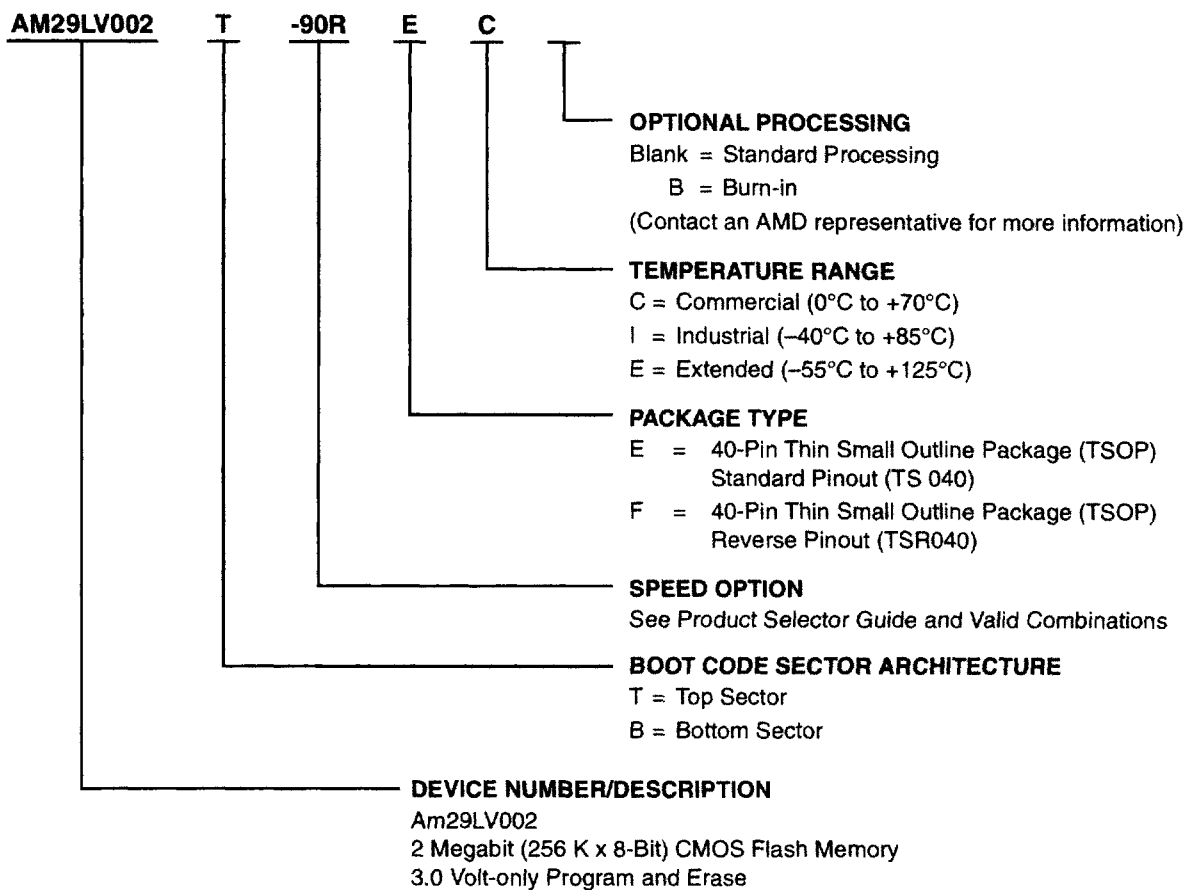 AM29LV002 T -90R E C
OPTIONAL PROCESSING
Blank = Standard Processing
B = Burn-in
(Contact an AMD representative for more information)
TEMPERATURE RANGE
C = Commercial (0°C to +70°C)
I = Industrial (–40°C to +85°C)
E = Extended (–55°C to +125°C)
PACKAGE TYPE
E = 40-Pin Thin Small Outline Package (TSOP)
Standard Pinout (TS 040)
F = 40-Pin Thin Small Outline Package (TSOP)
Reverse Pinout (TSR040)
SPEED OPTION
See Product Selector Guide and Valid Combinations
BOOT CODE SECTOR ARCHITECTURE
T = Top Sector
B = Bottom Sector
DEVICE NUMBER/DESCRIPTION
Am29LV002
2 Megabit (256 K x 8-Bit) CMOS Flash Memory
3.0 Volt-only Program and Erase